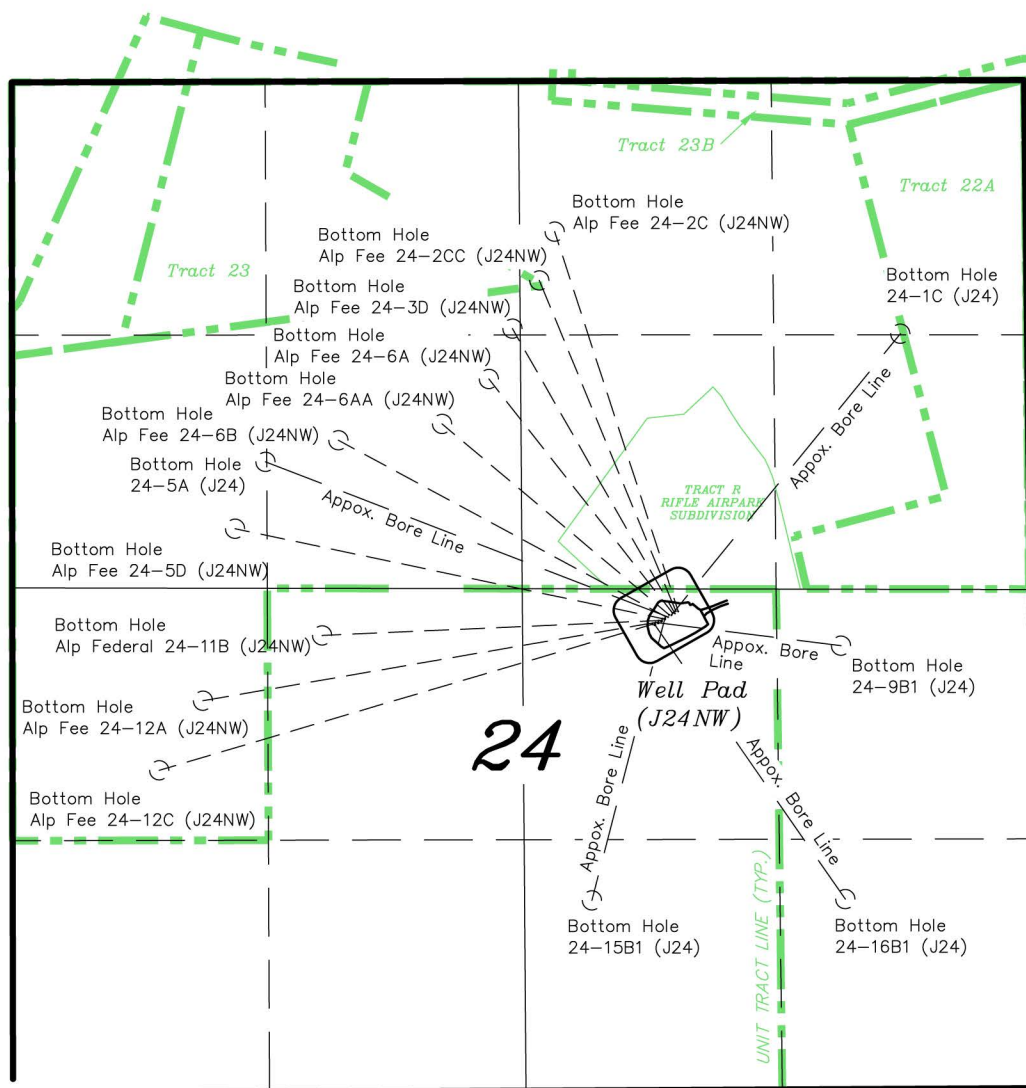 Tract 23B
Tract 22A
Bottom Hole
Alp Fee 24-2C (J24NW)
Bottom Hole
Alp Fee 24-2CC (J24NW)
Tract 23
Bottom Hole
24-1C (J24)
Bottom Hole
Alp Fee 24-3D (J24NW)
Bottom Hole
Alp Fee 24-6A (J24NW)
Bottom Hole
Alp Fee 24-6AA (J24NW)
Appox. Bore Line
Bottom Hole
Alp Fee 24-6B (J24NW)
Bottom Hole
24-5A (J24)
Appox. Bore Line
TRACT R
RIFLE AIRPARK
SUBDIVISION
Bottom Hole
Alp Fee 24-5D (J24NW)
Bottom Hole
Alp Federal 24-11B (J24NW)
Appox. Bore
Line
Bottom Hole
24-9B1 (J24)
Well Pad
(J24NW)
Bottom Hole
Alp Fee 24-12A (J24NW)
24
Appox. Bore Line
Appox. Bore Line
Bottom Hole
Alp Fee 24-12C (J24NW)
Bottom Hole
24-15B1 (J24)
Bottom Hole
24-16B1 (J24)
UNIT TRACT LINE (TYP.)